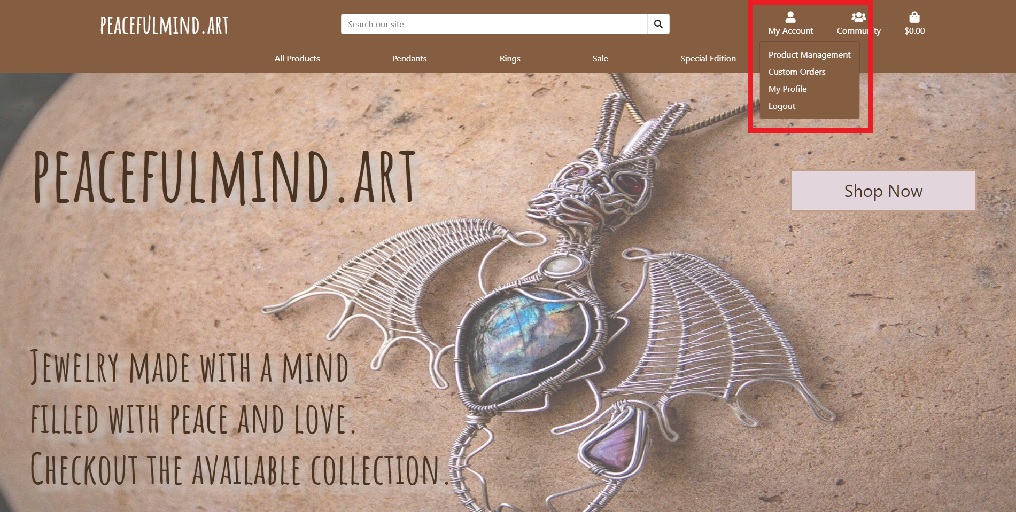 PEACEFULMIND.ART
Search our site
My Account
Community
$0.00
All Products
Pendants
Rings
Sale
Special Edition
Product Management
Custom Orders
My Profile
Logout
PEACEFULMIND.ART
Shop Now
JEWELRY MADE WITH A MIND
FILLED WITH PEACE AND LOVE.
CHECKOUT THE AVAILABLE COLLECTION.